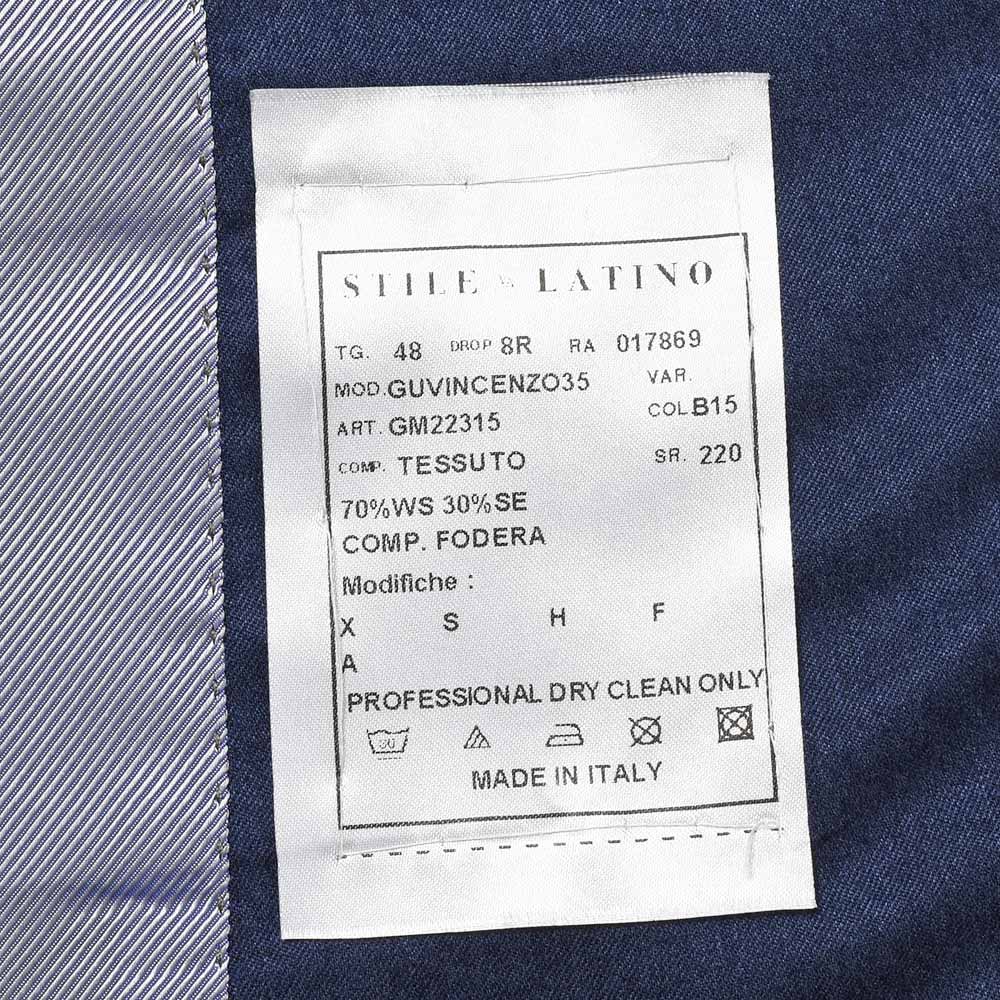 STILE LATINO
TG. 48 DROP 8R RA 017869
MOD. GUVINCENZO35 VAR.
ART. GM22315 COL B15
COMP. TESSUTO SR. 220
70%WS 30%SE
COMP. FODERA
Modifiche :
X S H F
A
PROFESSIONAL DRY CLEAN ONLY
30
MADE IN ITALY